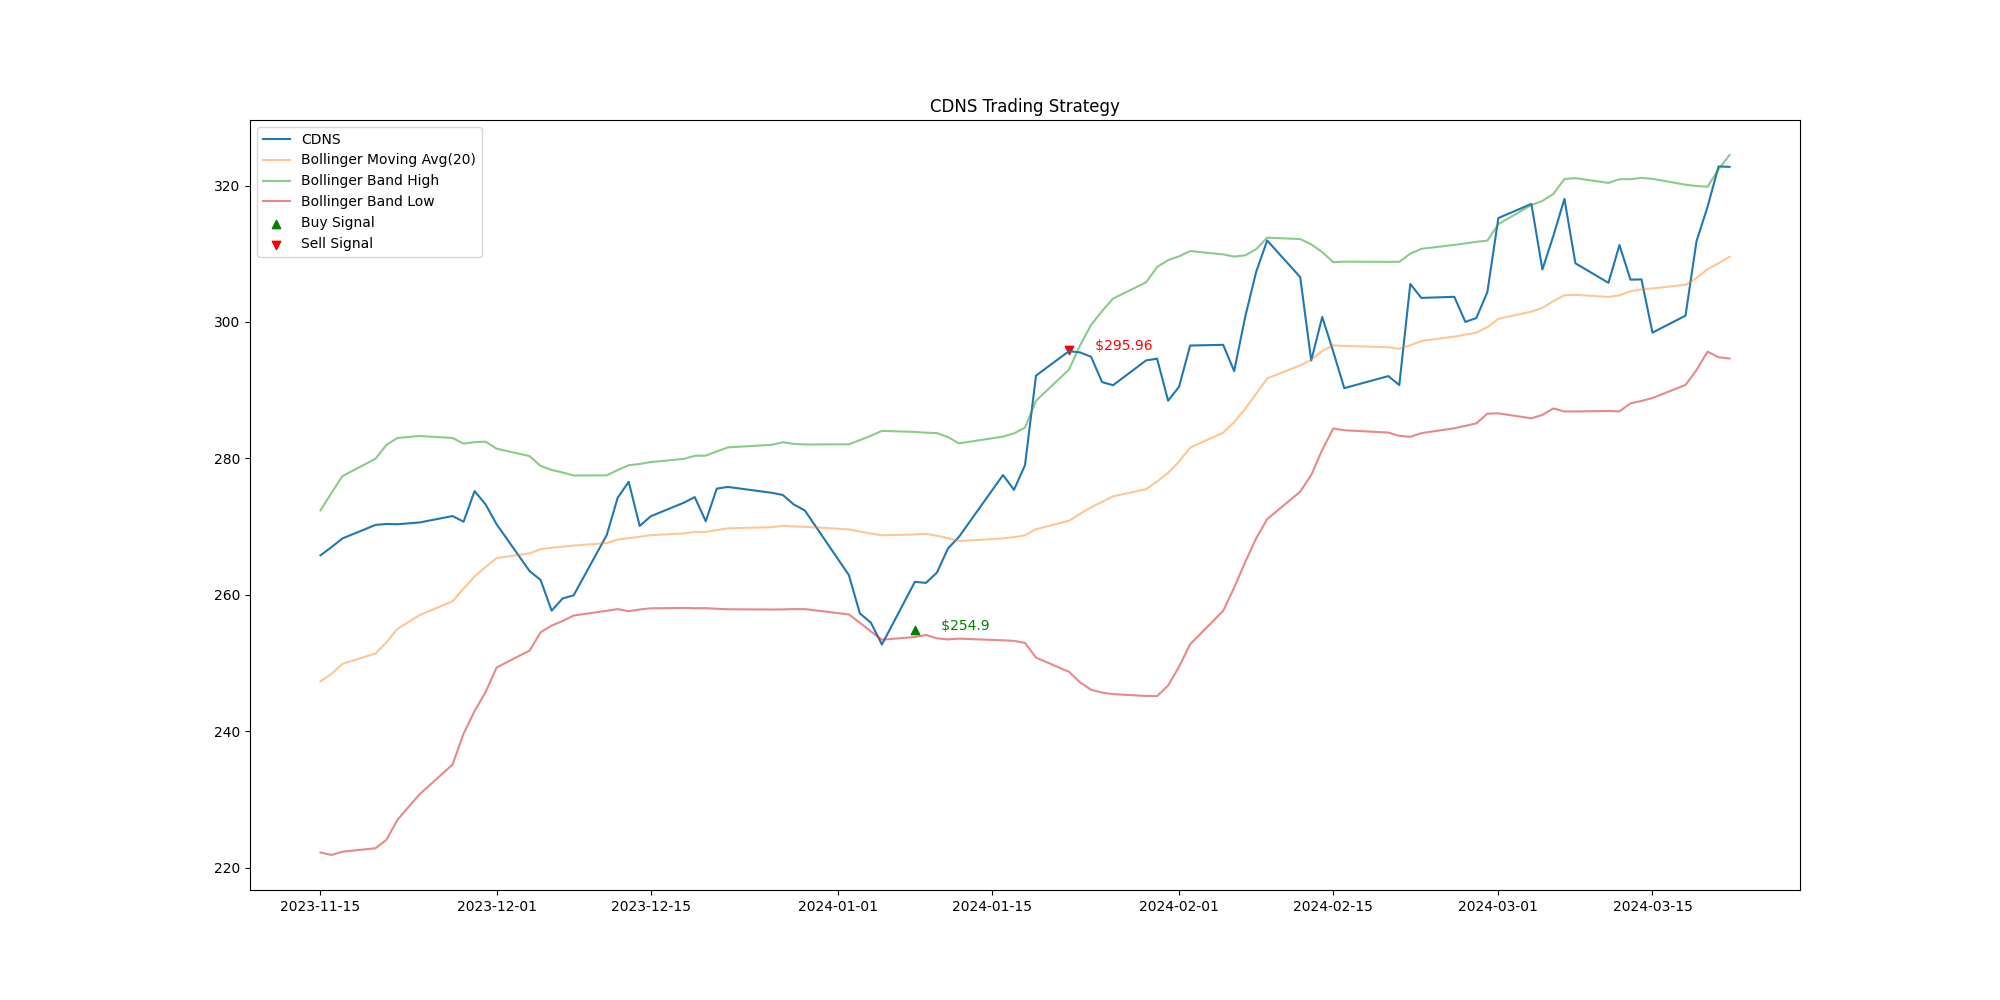 CDNS Trading Strategy
CDNS
Bollinger Moving Avg(20)
Bollinger Band High
Bollinger Band Low
Buy Signal
Sell Signal
320
300
280
260
240
220
$295.96
$254.9
2023-11-15
2023-12-01
2023-12-15
2024-01-01
2024-01-15
2024-02-01
2024-02-15
2024-03-01
2024-03-15